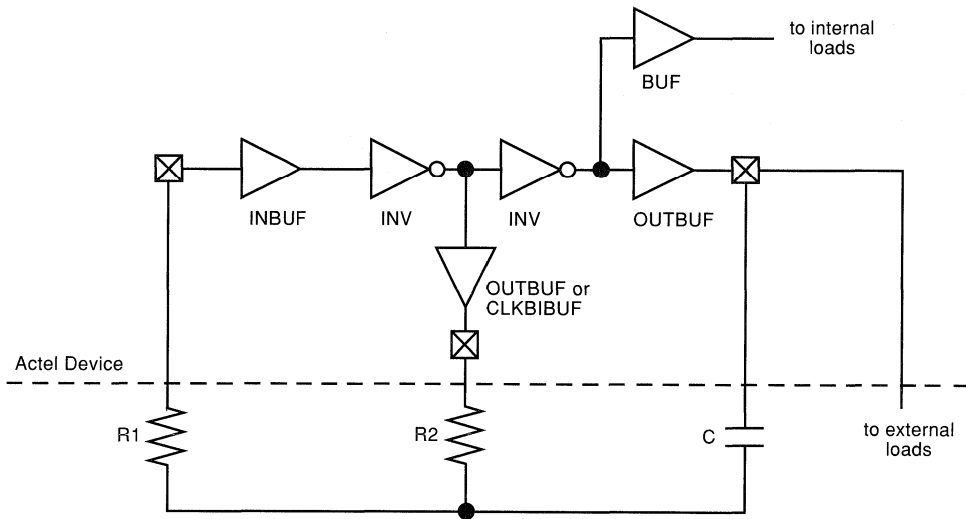 to internal
loads
BUF
INBUF
INV
INV
OUTBUF
OUTBUF or
CLKBIBUF
Actel Device
R1
R2
C
to external
loads